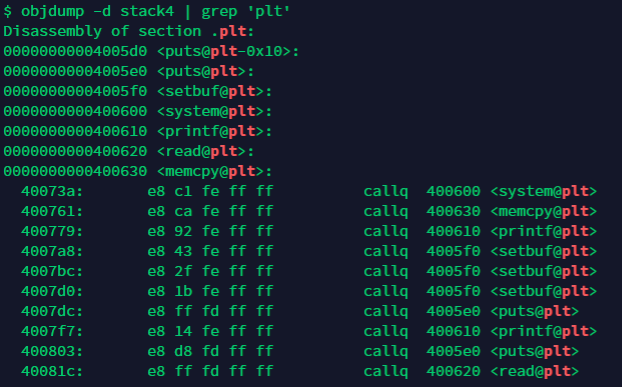 $ objdump -d stack4 | grep 'plt'
Disassembly of section .plt:
00000000004005d0 <puts@plt-0x10>:
00000000004005e0 <puts@plt>:
00000000004005f0 <setbuf@plt>:
0000000000400600 <system@plt>:
0000000000400610 <printf@plt>:
0000000000400620 <read@plt>:
0000000000400630 <memcpy@plt>:
  40073a:       e8 c1 fe ff ff          callq  400600 <system@plt>
  400761:       e8 ca fe ff ff          callq  400630 <memcpy@plt>
  400779:       e8 92 fe ff ff          callq  400610 <printf@plt>
  4007a8:       e8 43 fe ff ff          callq  4005f0 <setbuf@plt>
  4007bc:       e8 2f fe ff ff          callq  4005f0 <setbuf@plt>
  4007d0:       e8 1b fe ff ff          callq  4005f0 <setbuf@plt>
  4007dc:       e8 ff fd ff ff          callq  4005e0 <puts@plt>
  4007f7:       e8 14 fe ff ff          callq  400610 <printf@plt>
  400803:       e8 d8 fd ff ff          callq  4005e0 <puts@plt>
  40081c:       e8 ff fd ff ff          callq  400620 <read@plt>